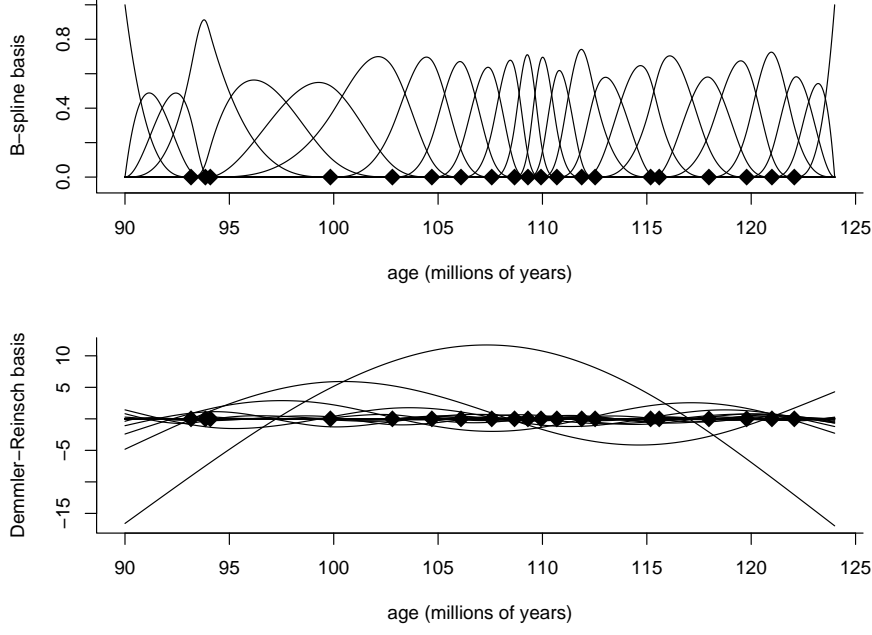 B−spline basis
0.0 0.4 0.8
90 95 100 105 110 115 120 125
age (millions of years)
Demmler−Reinsch basis
−15 −5 5 10
90 95 100 105 110 115 120 125
age (millions of years)